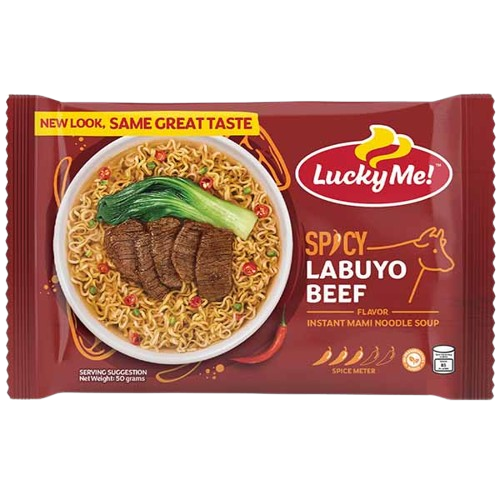 NEW LOOK, SAME GREAT TASTE
Lucky Me!™
SPICY
LABUYO
BEEF
FLAVOR
INSTANT MAMI NOODLE SOUP
SPICE METER
SERVING SUGGESTION
Net Weight: 50 grams